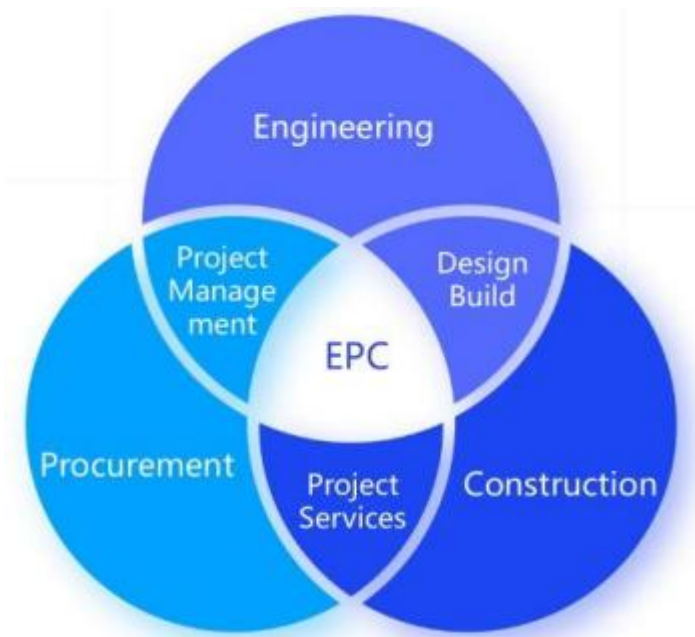 Engineering
Project
Manage
ment
Design
Build
EPC
Procurement
Construction
Project
Services